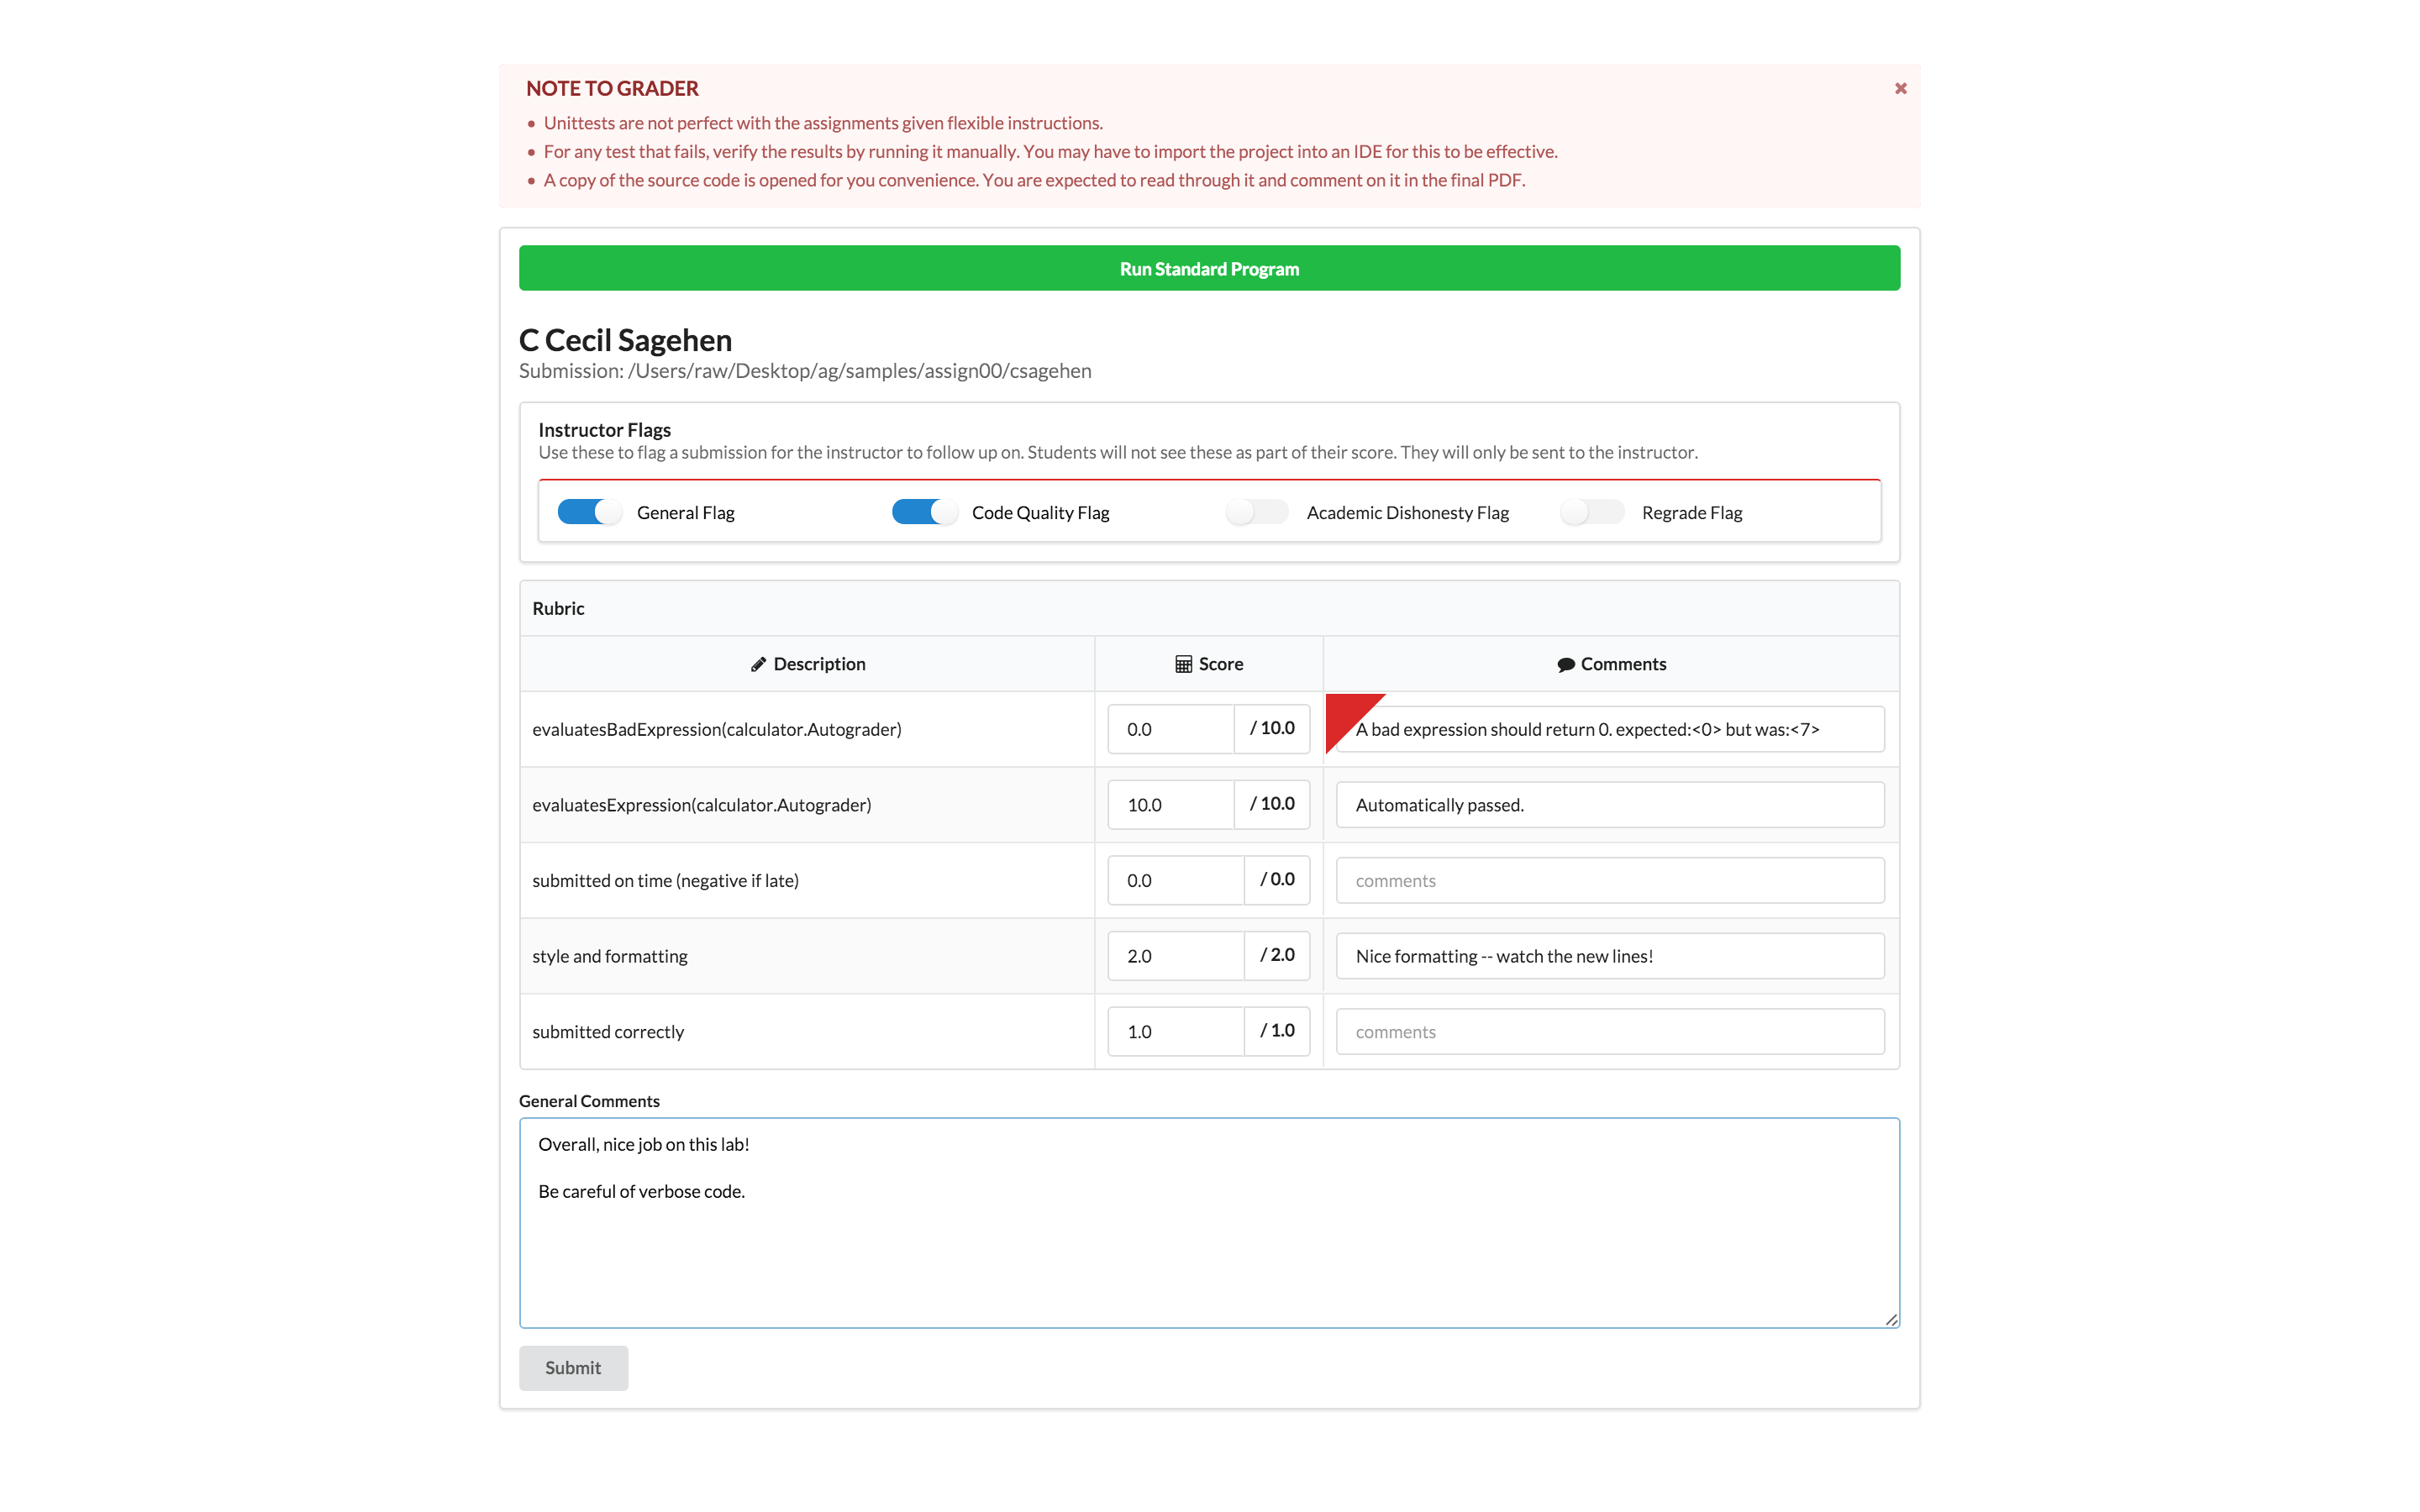 NOTE TO GRADER
Unittests are not perfect with the assignments given flexible instructions.
For any test that fails, verify the results by running it manually. You may have to import the project into an IDE for this to be effective.
A copy of the source code is opened for you convenience. You are expected to read through it and comment on it in the final PDF.
Run Standard Program
C Cecil Sagehen
Submission: /Users/raw/Desktop/ag/samples/assign00/csagehen
Instructor Flags
Use these to flag a submission for the instructor to follow up on. Students will not see these as part of their score. They will only be sent to the instructor.
General Flag Code Quality Flag Academic Dishonesty Flag Regrade Flag
Rubric
Description Score Comments
evaluatesBadExpression(calculator.Autograder) 0.0 / 10.0 A bad expression should return 0. expected:<0> but was:<7>
evaluatesExpression(calculator.Autograder) 10.0 / 10.0 Automatically passed.
submitted on time (negative if late) 0.0 / 0.0 comments
style and formatting 2.0 / 2.0 Nice formatting -- watch the new lines!
submitted correctly 1.0 / 1.0 comments
General Comments
Overall, nice job on this lab!
Be careful of verbose code.
Submit